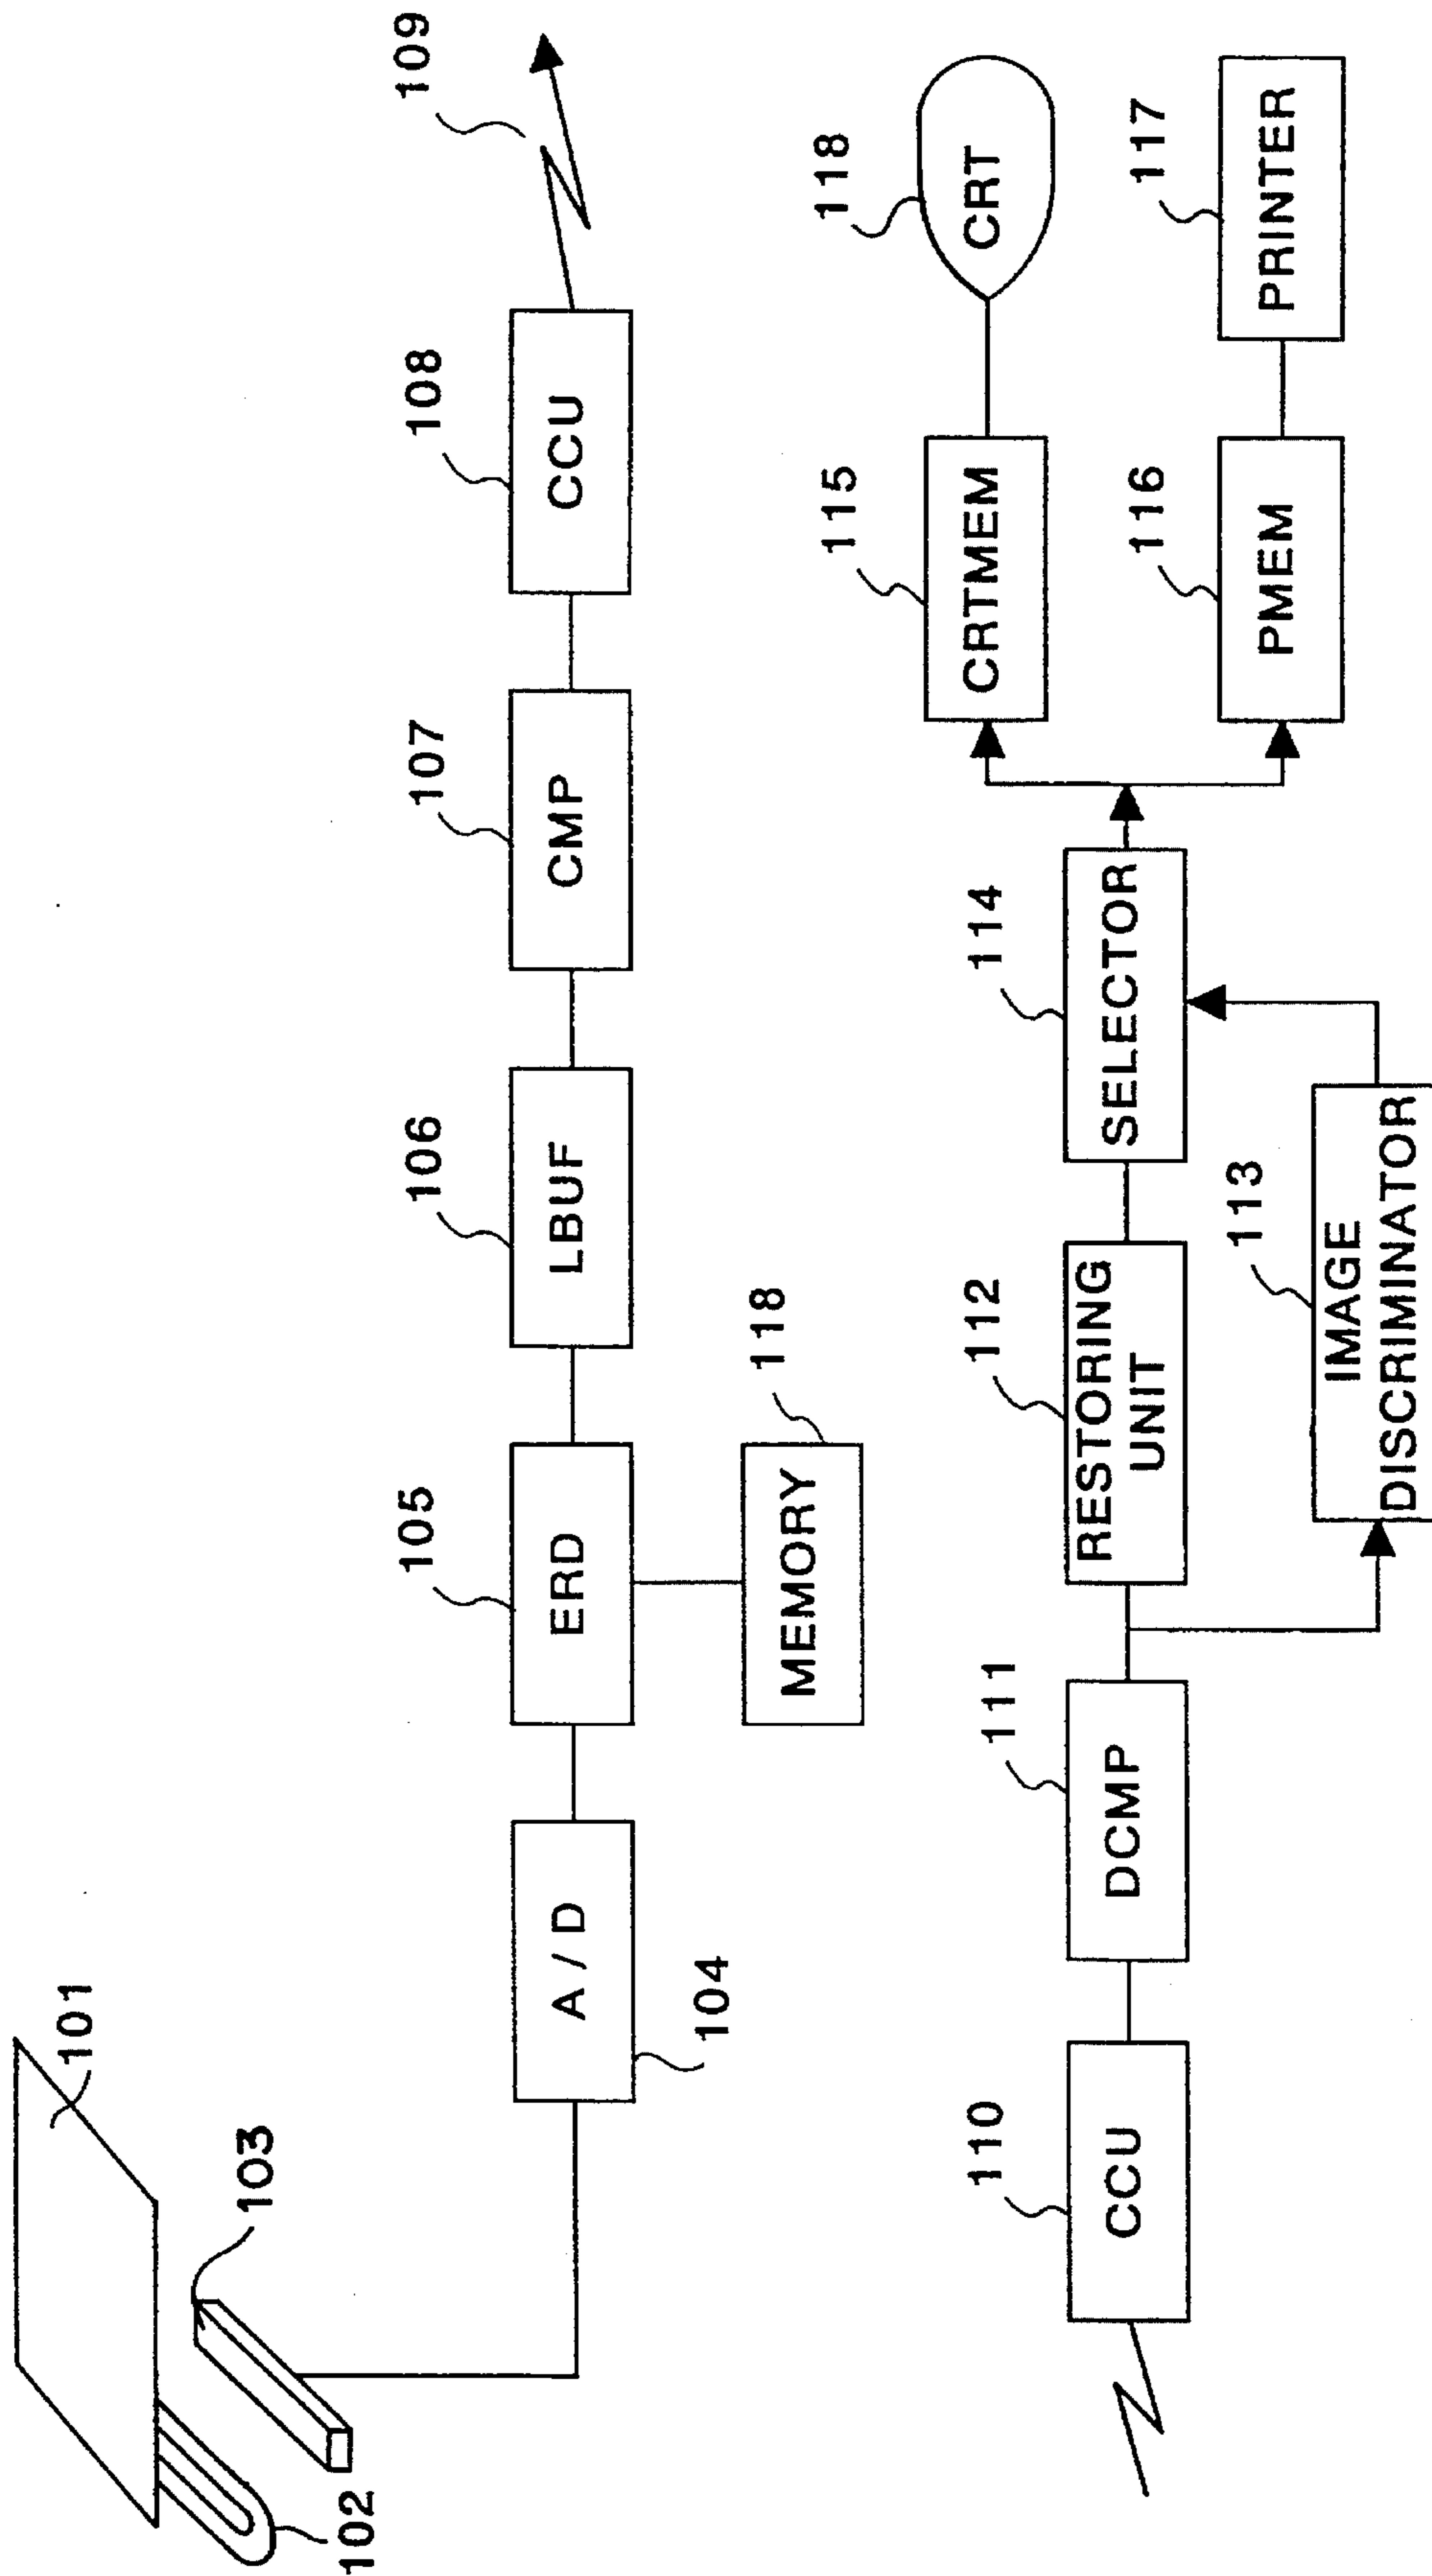 101
102
103
A/D
104
105
ERD
MEMORY
118
106
LBUF
107
CMP
108
CCU
109
110
CCU
111
DCMP
112
RESTORING
UNIT
113
IMAGE
DISCRIMINATOR
114
SELECTOR
115
CRTMEM
118
CRT
116
PMEM
117
PRINTER